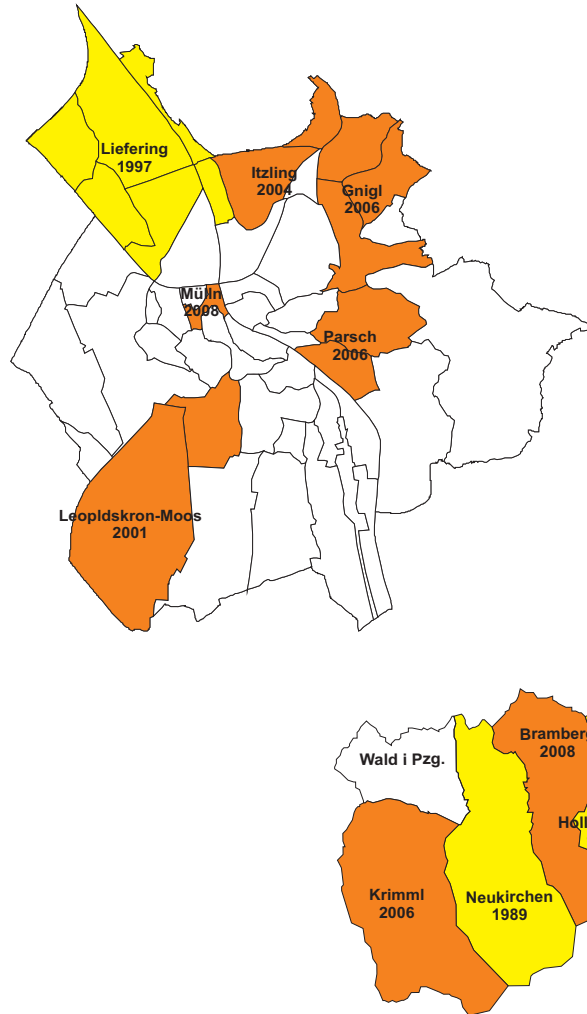 Liefering
1997
Itzling
2004
Gnigl
2006
Mülln
2008
Parsch
2006
Leopldskron-Moos
2001
Bramberg
2008
Wald i Pzg.
Holl
Krimml
2006
Neukirchen
1989